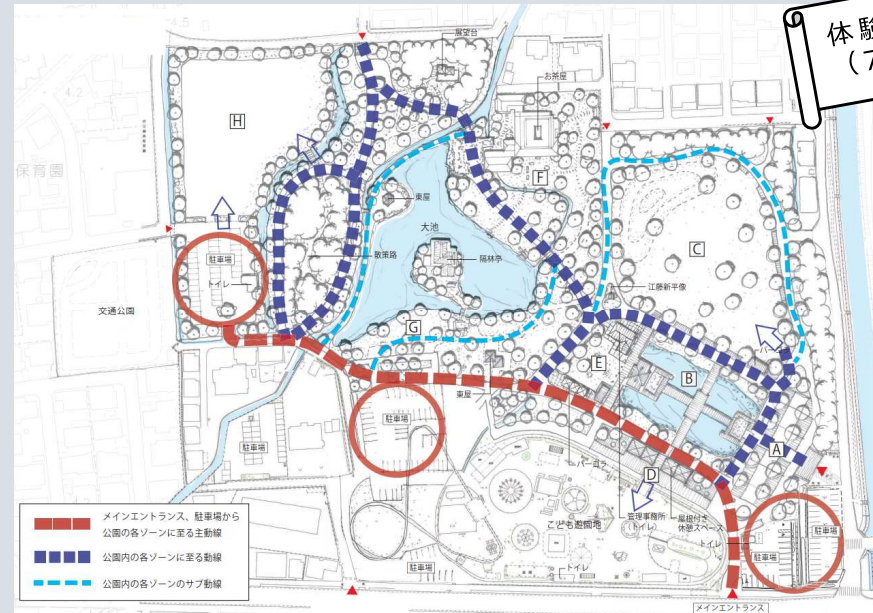 体験
(7
4.5
4.2
展望台
お茶屋
H
保育園
F
東屋
大池
C
駐車場
散策路
隔林亭
トイレ
江藤新平像
文通公園
G
E
B
東屋
駐車場
A
駐車場
パーゴラ
D
管理事務所
(トイレ)
屋根付き
休憩スペース
こども遊園地
トイレ
駐車場
駐車場
駐車場
トイレ
メインエントランス
メインエントランス、駐車場から
公園の各ゾーンに至る主動線
公園内の各ゾーンに至る動線
公園内の各ゾーンのサブ動線